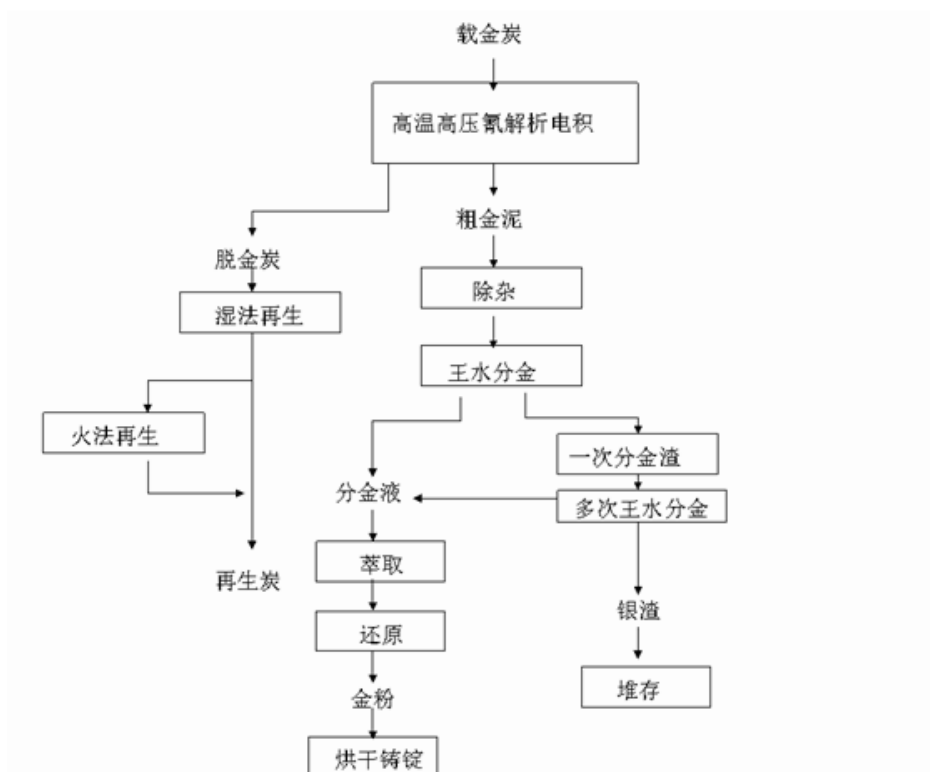 载金炭
高温高压氰解析电积
粗金泥
脱金炭
除杂
湿法再生
王水分金
火法再生
一次分金渣
分金液
多次王水分金
萃取
再生炭
银渣
还原
堆存
金粉
烘干铸锭